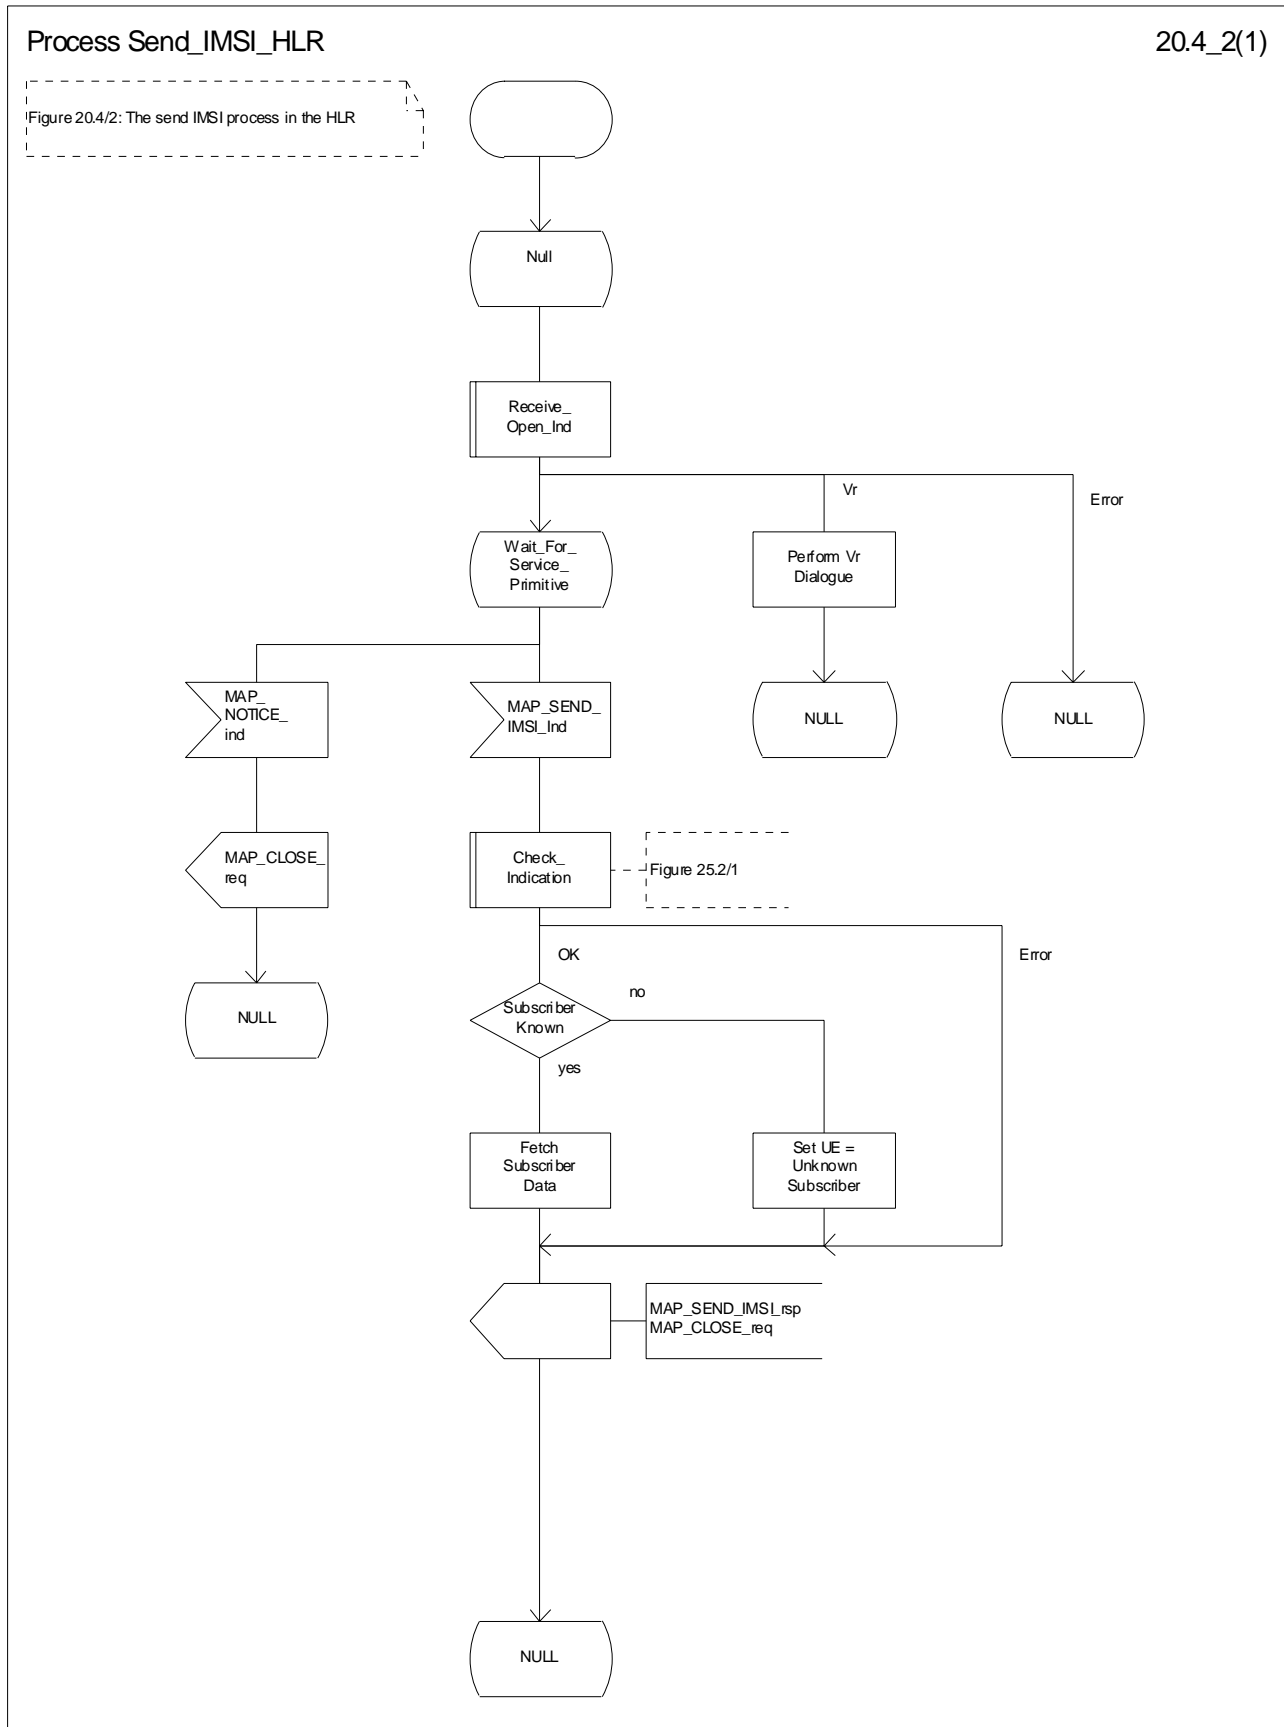 Process Send_IMSI_HLR
20.4_2(1)
Figure 20.4/2: The send IMSI process in the HLR
Null
Receive_
Open_Ind
Vr
Error
Wait_For_
Service_
Primitive
Perform Vr
Dialogue
MAP_
NOTICE_
ind
MAP_SEND_
IMSI_Ind
NULL
NULL
MAP_CLOSE_
req
Check_
Indication
Figure 25.2/1
OK
Error
NULL
Subscriber
Known
no
yes
Fetch
Subscriber
Data
Set UE =
Unknown
Subscriber
MAP_SEND_IMSI_rsp
MAP_CLOSE_req
NULL